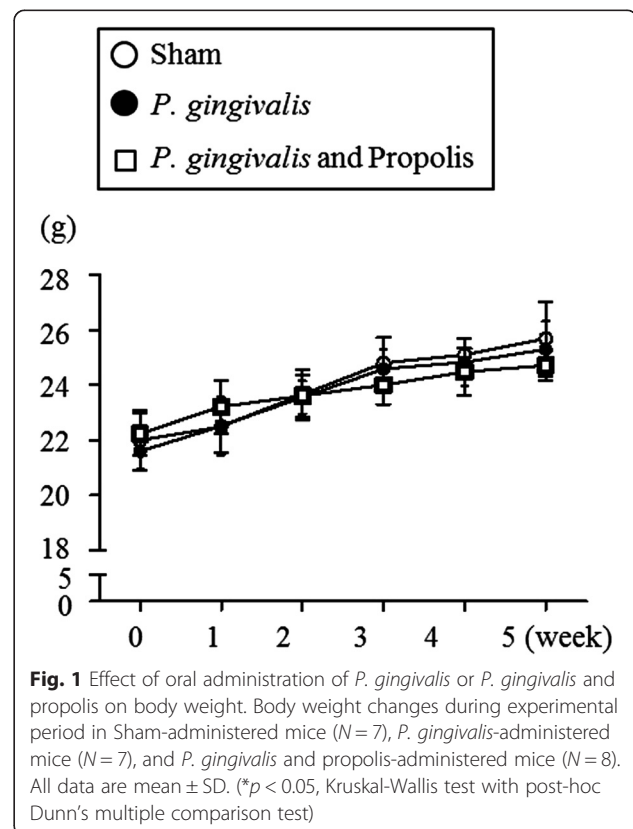 Sham
P. gingivalis
P. gingivalis and Propolis
(g)
28
26
24
22
20
18
5
0
0 1 2 3 4 5 (week)
Fig. 1 Effect of oral administration of P. gingivalis or P. gingivalis and
propolis on body weight. Body weight changes during experimental
period in Sham-administered mice (N = 7), P. gingivalis-administered
mice (N = 7), and P. gingivalis and propolis-administered mice (N = 8).
All data are mean ± SD. (*p < 0.05, Kruskal-Wallis test with post-hoc
Dunn's multiple comparison test)